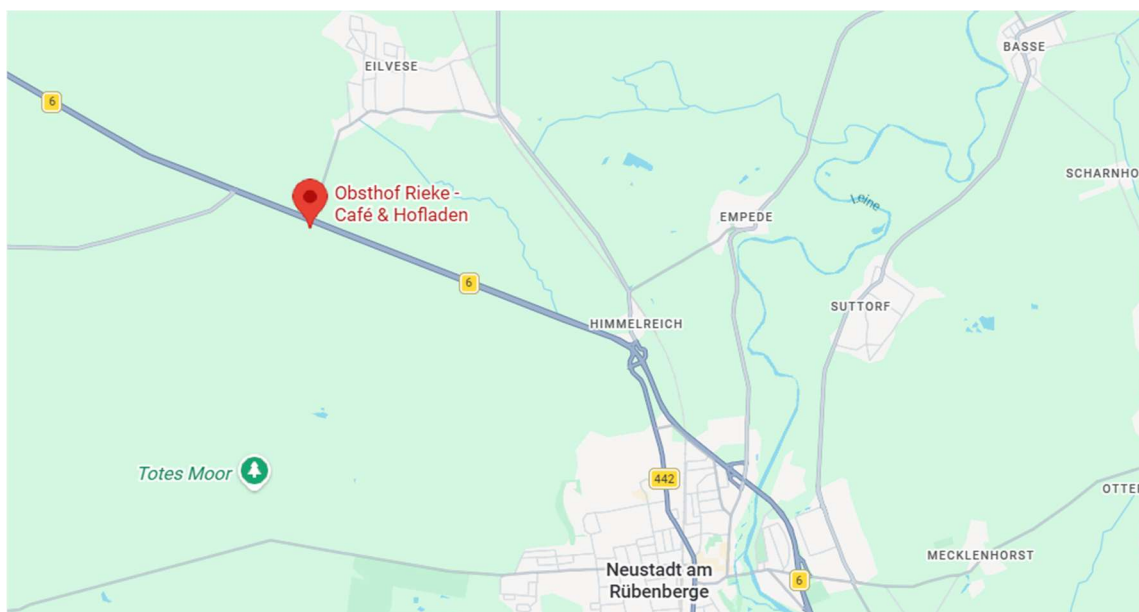 BASSE
EILVESE
6
SCHARNHO
Obsthof Rieke -
Café & Hofladen
Leine
EMPEDE
6
SUTTORF
HIMMELREICH
Totes Moor
442
OTTER
MECKLENHORST
Neustadt am
Rübenberge
6